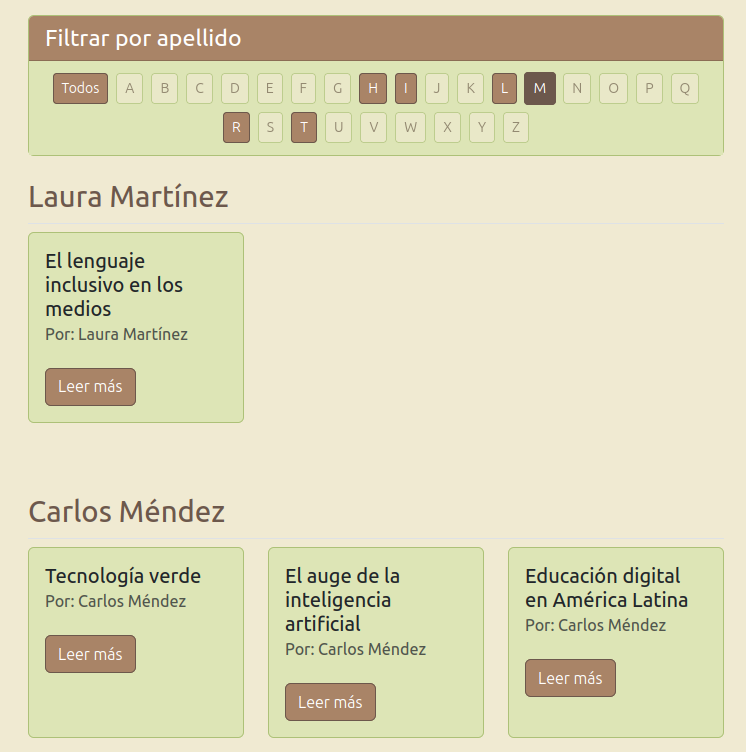 Filtrar por apellido
Todos A B C D E F G H I J K L M N O P Q
R S T U V W X Y Z
Laura Martínez
El lenguaje
inclusivo en los
medios
Por: Laura Martínez
Leer más
Carlos Méndez
Tecnología verde
Por: Carlos Méndez
Leer más
El auge de la
inteligencia
artificial
Por: Carlos Méndez
Leer más
Educación digital
en América Latina
Por: Carlos Méndez
Leer más